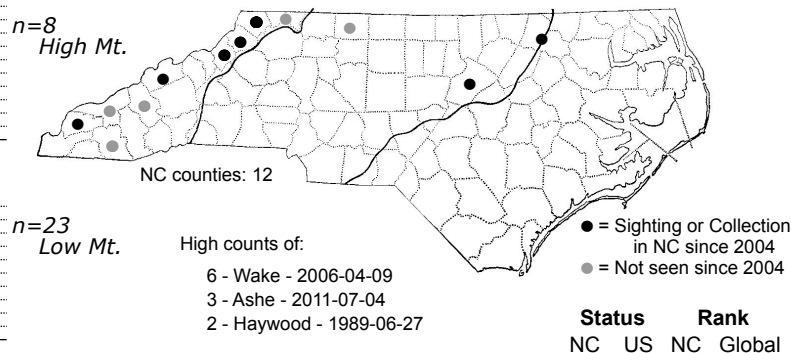 n=8
High Mt.
NC counties: 12
n=23
Low Mt.
High counts of:
6 - Wake - 2006-04-09
3 - Ashe - 2011-07-04
2 - Haywood - 1989-06-27
= Sighting or Collection
in NC since 2004
= Not seen since 2004
Status Rank
NC US NC Global